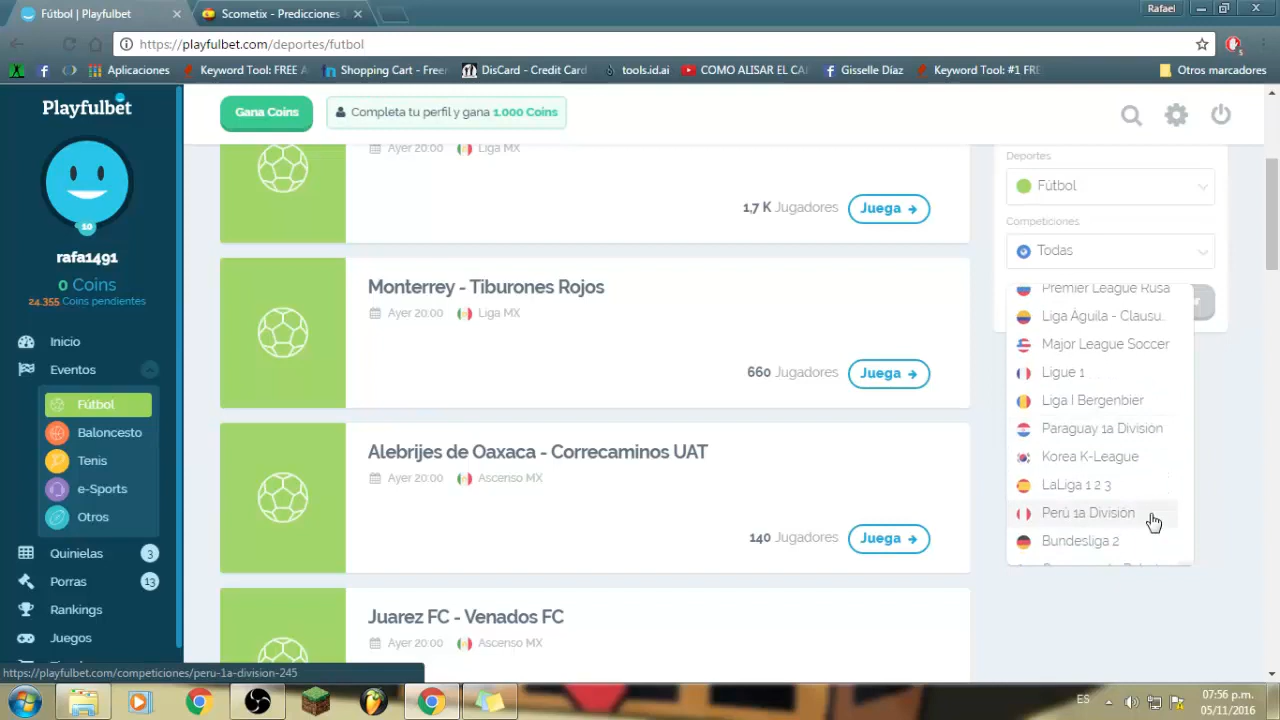 Fútbol | Playfulbet
Scometix - Predicciones
Rafael
https://playfulbet.com/deportes/futbol
Aplicaciones
Keyword Tool: FREE A
Shopping Cart - Free
DisCard - Credit Card
tools.id.ai
COMO ALISAR EL CA
Gisselle Díaz
Keyword Tool: #1 FRE
Otros marcadores
Playfulbet
10
rafa1491
0 Coins
24.355 Coins pendientes
Inicio
Eventos
Fútbol
Baloncesto
Tenis
e-Sports
Otros
Quinielas 3
Porras 13
Rankings
Juegos
Gana Coins
Completa tu perfil y gana 1.000 Coins
Ayer 20:00 Liga MX
1,7 K Jugadores Juega
Monterrey - Tiburones Rojos
Ayer 20:00 Liga MX
660 Jugadores Juega
Alebrijes de Oaxaca - Correcaminos UAT
Ayer 20:00 Ascenso MX
140 Jugadores Juega
Juarez FC - Venados FC
Ayer 20:00 Ascenso MX
Deportes
Fútbol
Competiciones
Todas
Premier League Rusa
Liga Águila - Clausu..
Major League Soccer
Ligue 1
Liga I Bergenbier
Paraguay 1a División
Korea K-League
LaLiga 1 2 3
Perú 1a División
Bundesliga 2
https://playfulbet.com/competiciones/peru-1a-division-245
ES
07:56 p.m.
05/11/2016